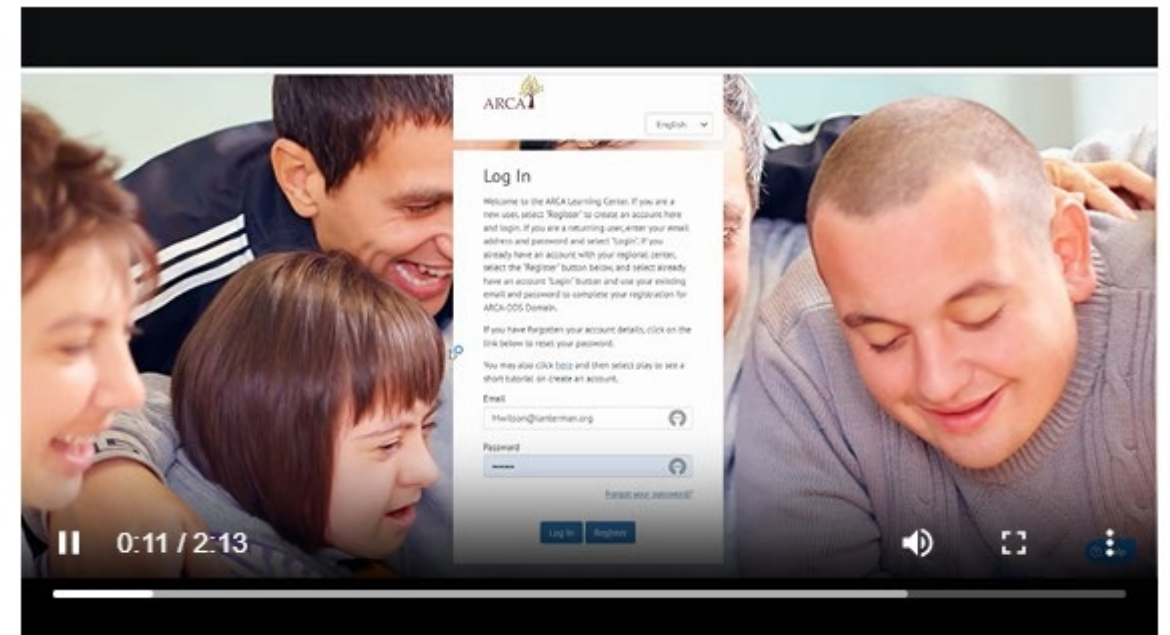 ARCA
English
Log In
Welcome to the ARCA Learning Center. If you are a
new user, select "Register" to create an account here
and login. If you are a returning user, enter your email
address and password and select "Login". If you
already have an account with your regional center,
select the "Register" button below, and select already
have an account "Login" button and use your existing
email and password to complete your registration for
ARCA-DDS Domain.
If you have forgotten your account details, click on the
link below to reset your password.
You may also click here and then select play to see a
short tutorial on create an account.
Email
Mwilson@lanterman.org
Password
Forgot your password?
Log In Register
0:11 / 2:13